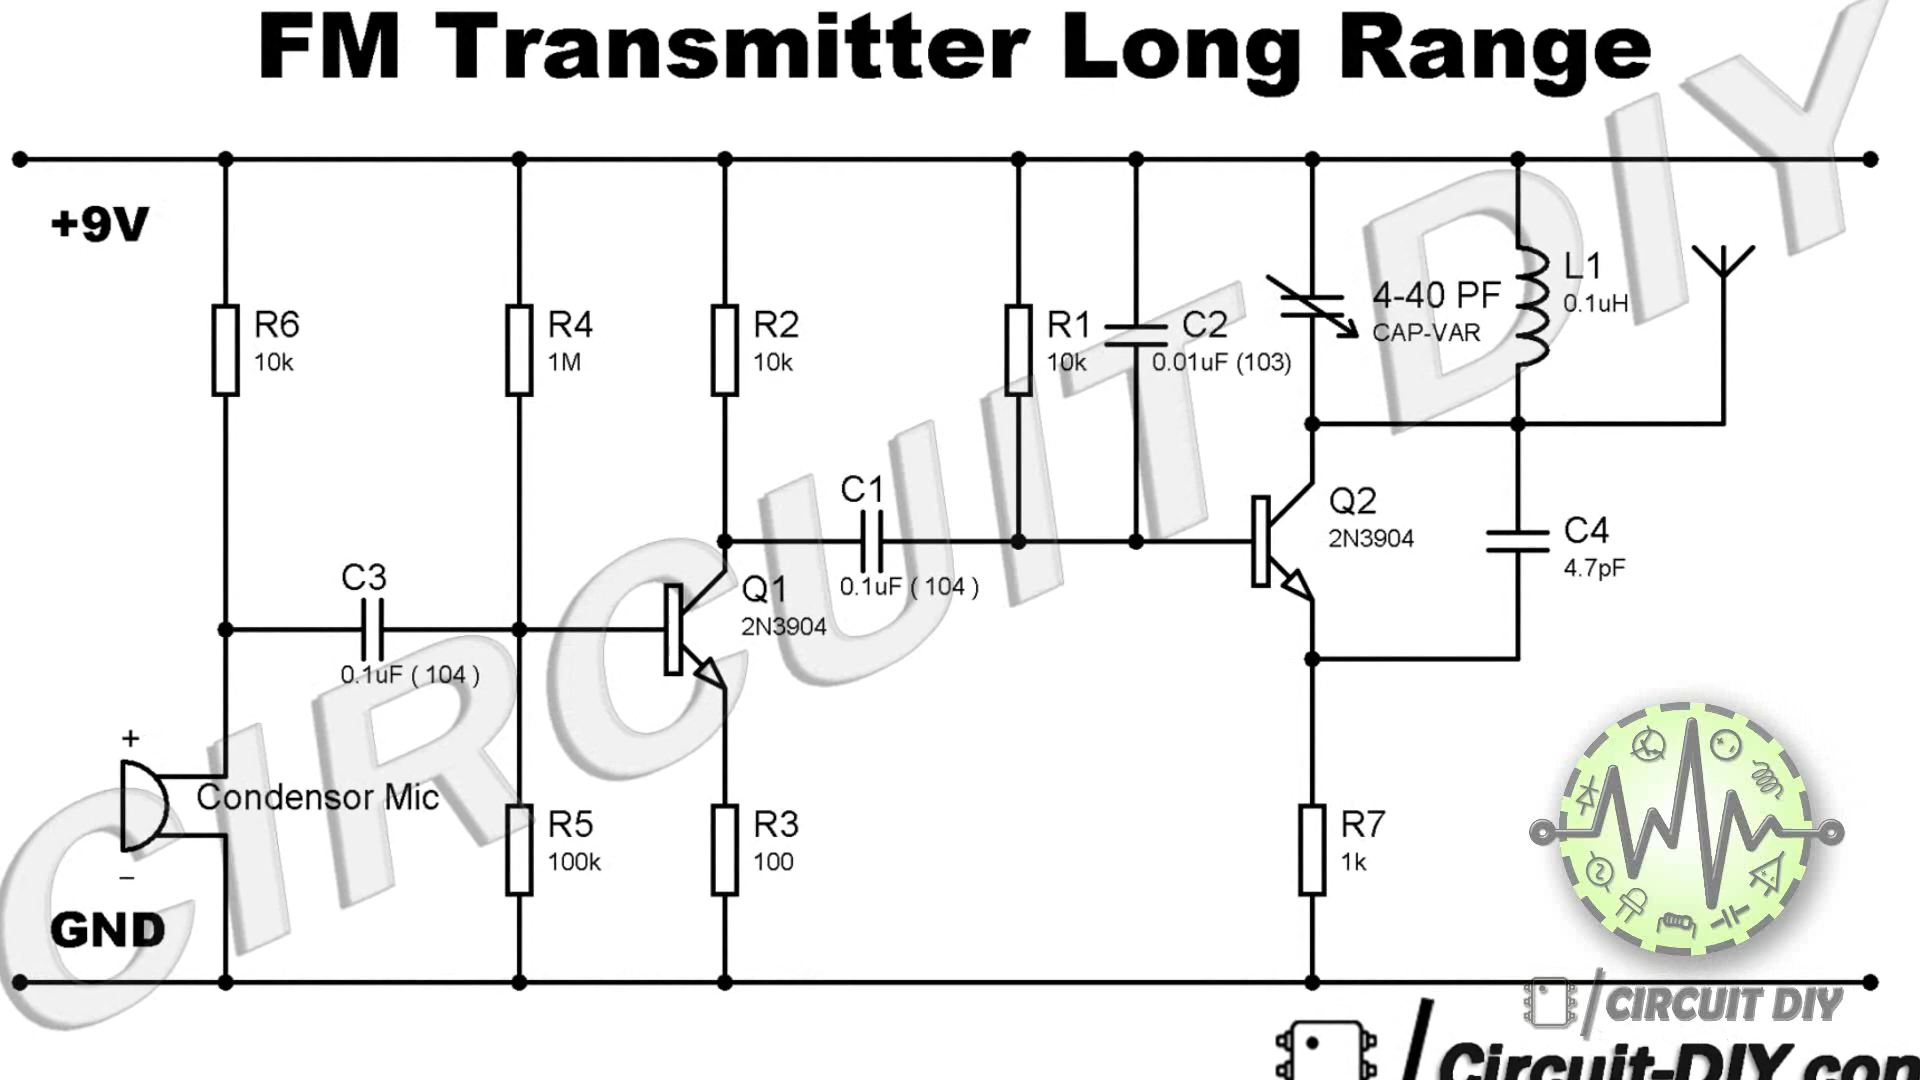 FM Transmitter Long Range
+9V
R6
10k
R4
1M
R2
10k
R1
10k
C2
0.01uF (103)
4-40 PF
CAP-VAR
L1
0.1uH
C3
0.1uF ( 104 )
Q1
2N3904
C1
0.1uF ( 104 )
Q2
2N3904
C4
4.7pF
+
Condensor Mic
–
R5
100k
R3
100
R7
1k
GND
CIRCUIT DIY
CIRCUIT DIY
Circuit-DIY.con